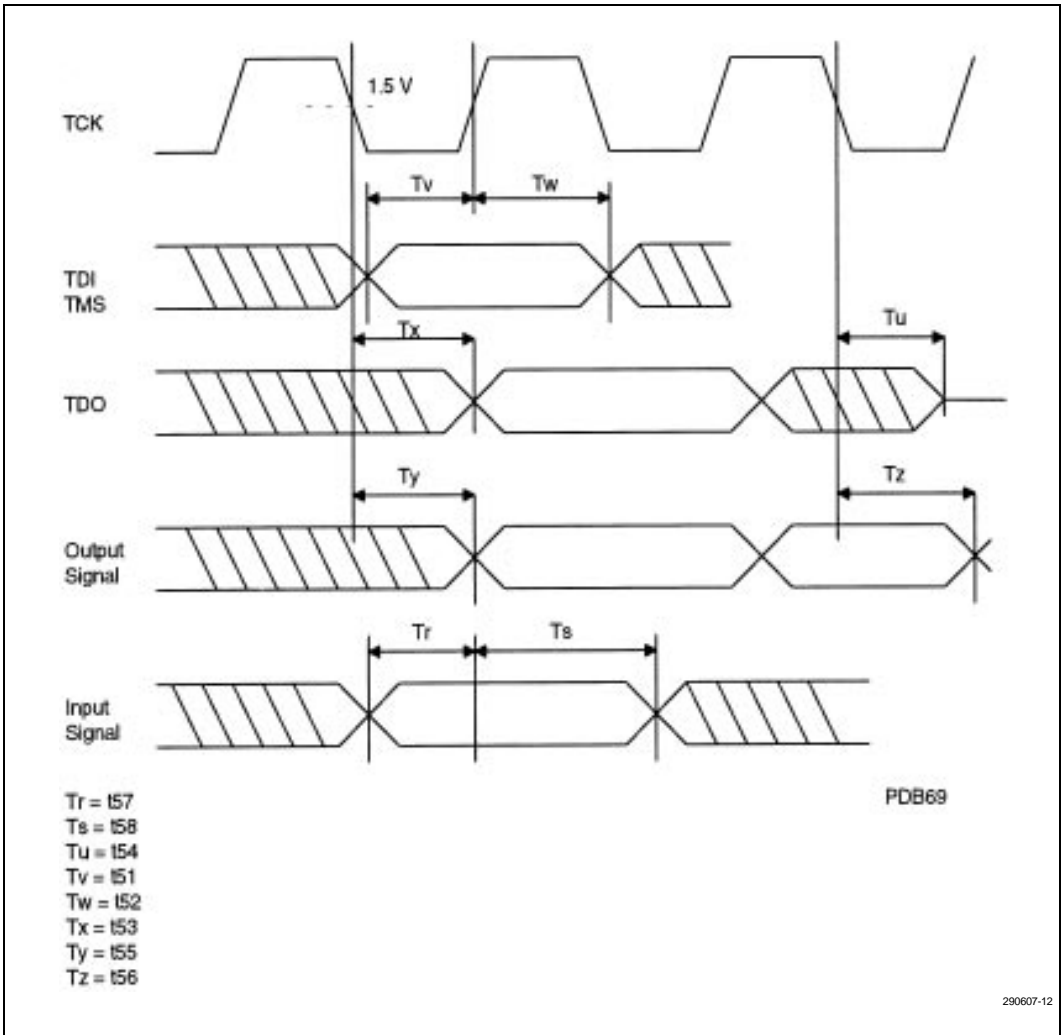 1.5 V
TCK
Tv
Tw
TDI
TMS
Tx
Tu
TDO
Ty
Tz
Output
Signal
Tr
Ts
Input
Signal
Tr = t57
PDB69
Ts = t58
Tu = t54
Tv = t51
Tw = t52
Tx = t53
Ty = t55
Tz = t56
290607-12